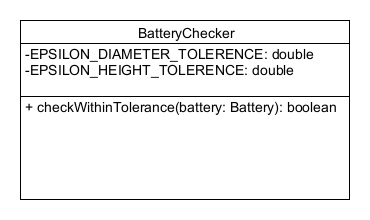 BatteryChecker
-EPSILON_DIAMETER_TOLERENCE: double
-EPSILON_HEIGHT_TOLERENCE: double
+ checkWithinTolerance(battery: Battery): boolean